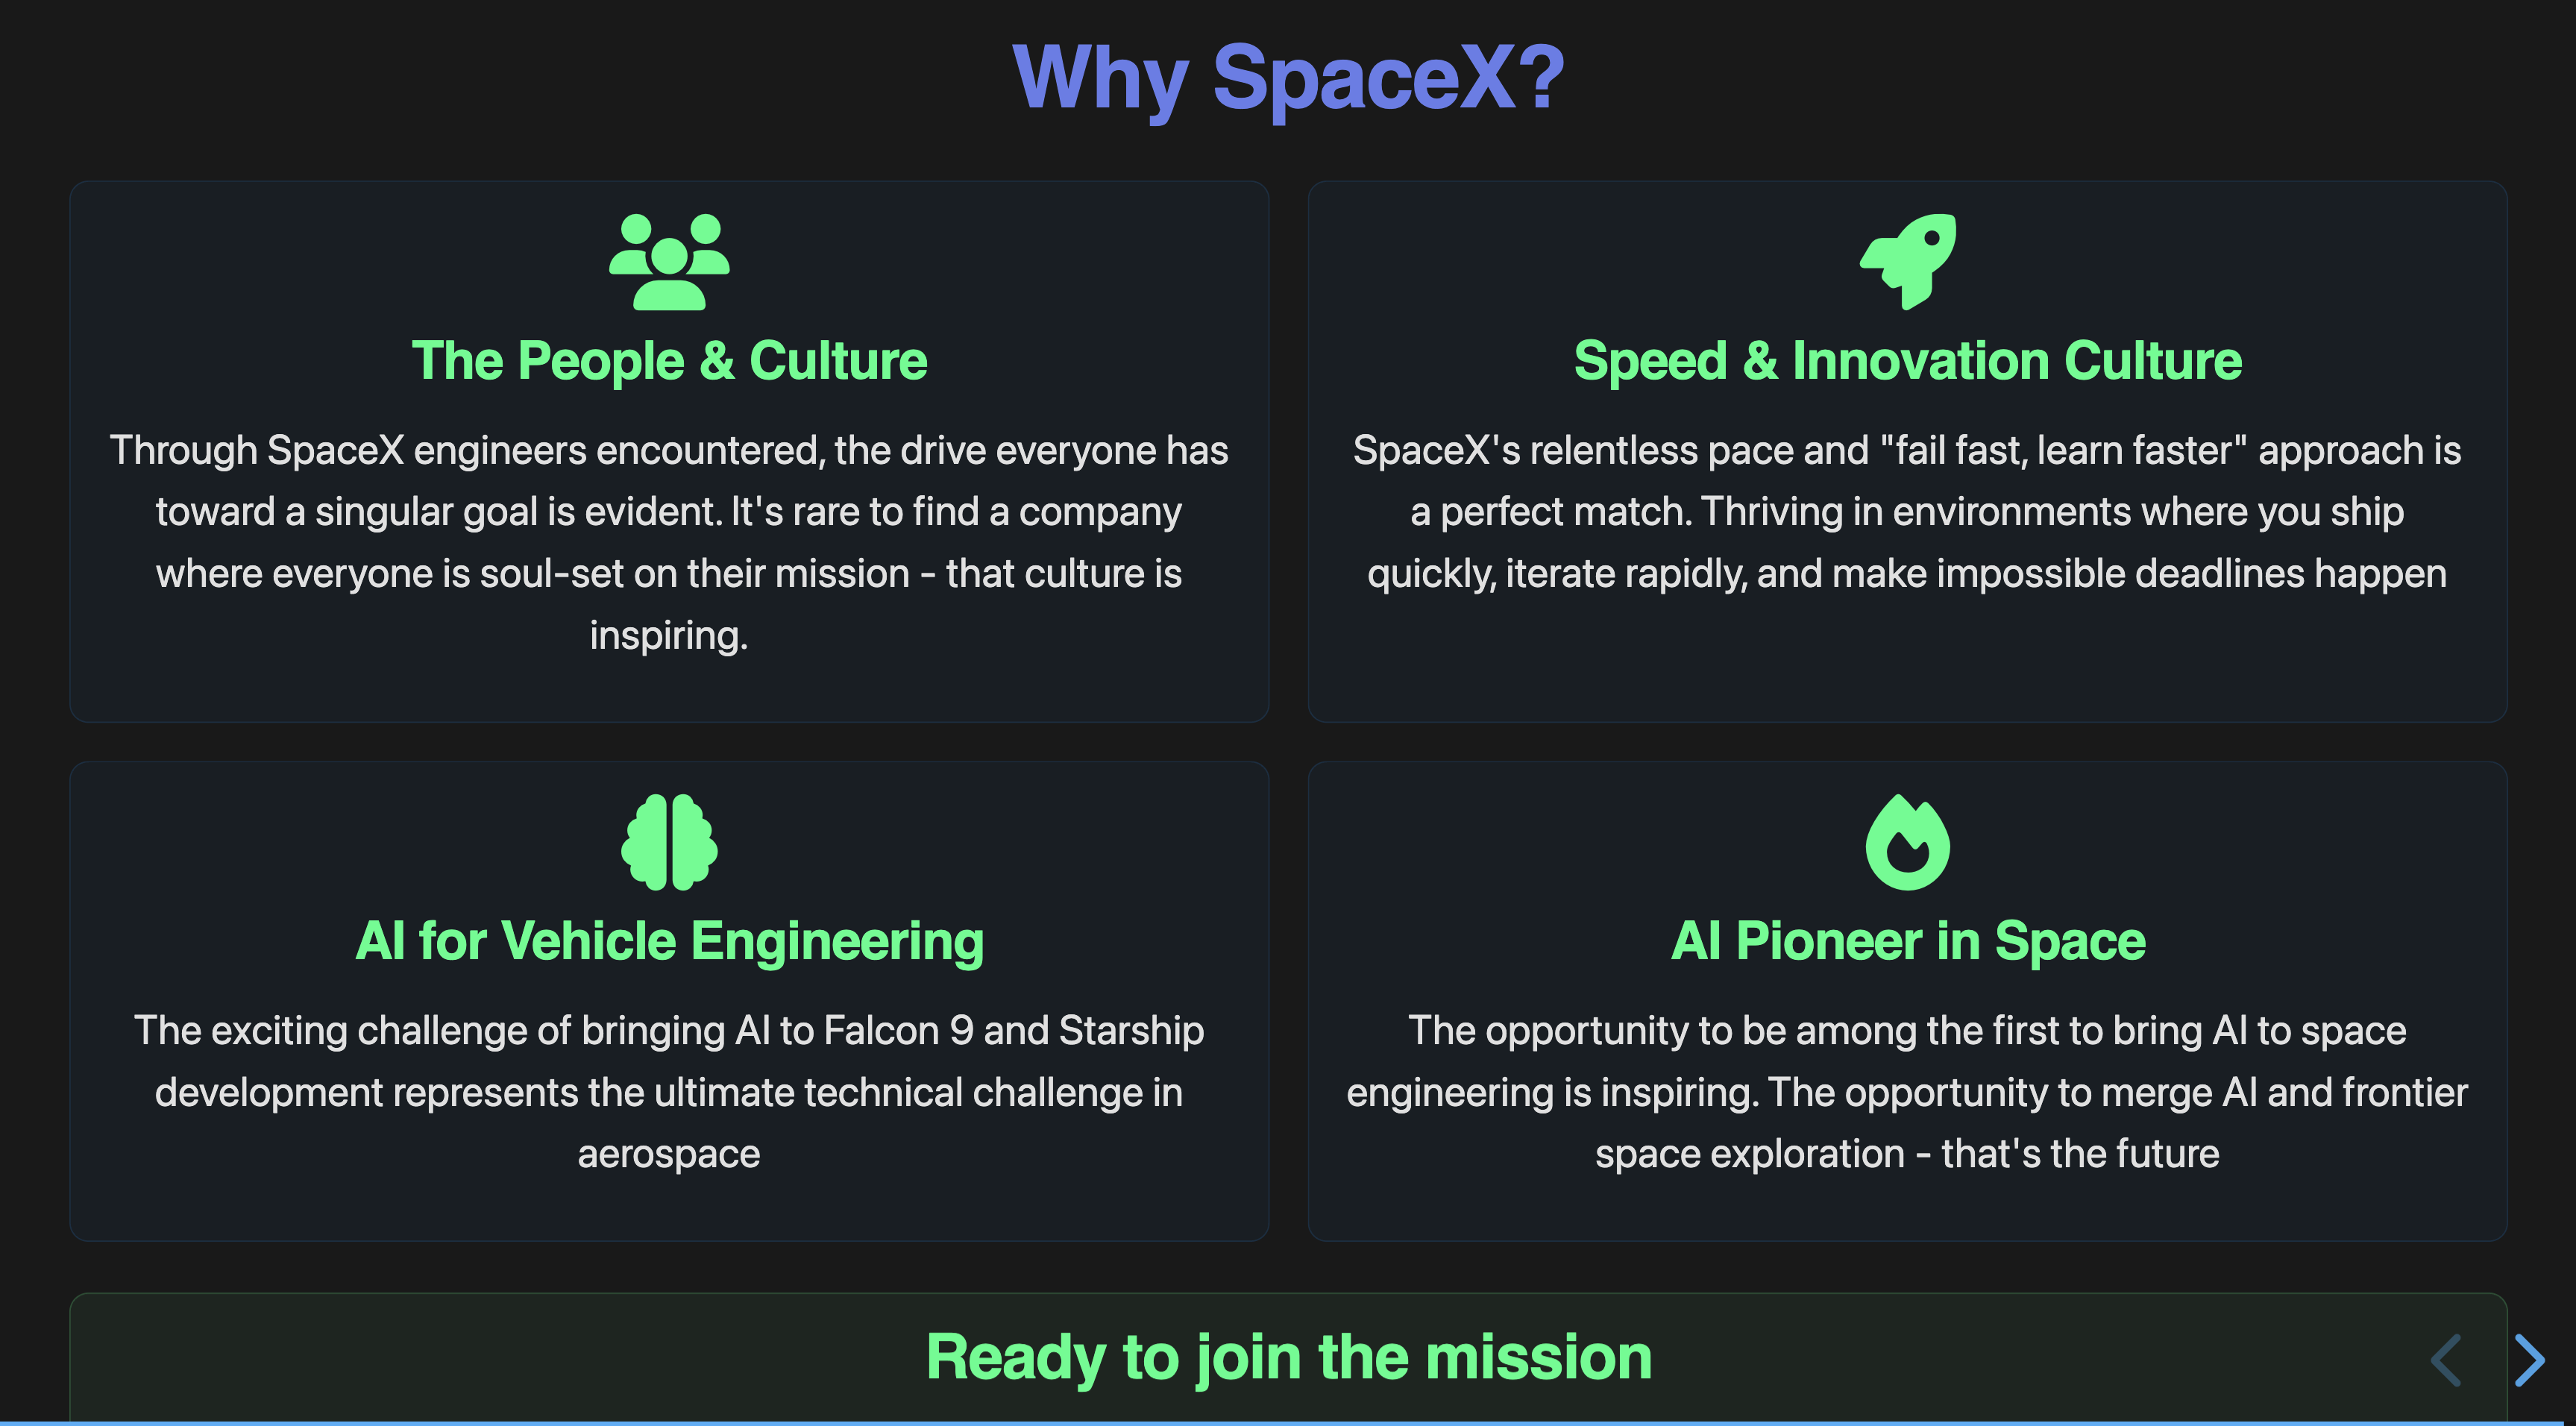 Why SpaceX?
The People & Culture
Through SpaceX engineers encountered, the drive everyone has
toward a singular goal is evident. It's rare to find a company
where everyone is soul-set on their mission - that culture is
inspiring.
Speed & Innovation Culture
SpaceX's relentless pace and "fail fast, learn faster" approach is
a perfect match. Thriving in environments where you ship
quickly, iterate rapidly, and make impossible deadlines happen
AI for Vehicle Engineering
The exciting challenge of bringing AI to Falcon 9 and Starship
development represents the ultimate technical challenge in
aerospace
AI Pioneer in Space
The opportunity to be among the first to bring AI to space
engineering is inspiring. The opportunity to merge AI and frontier
space exploration - that's the future
Ready to join the mission